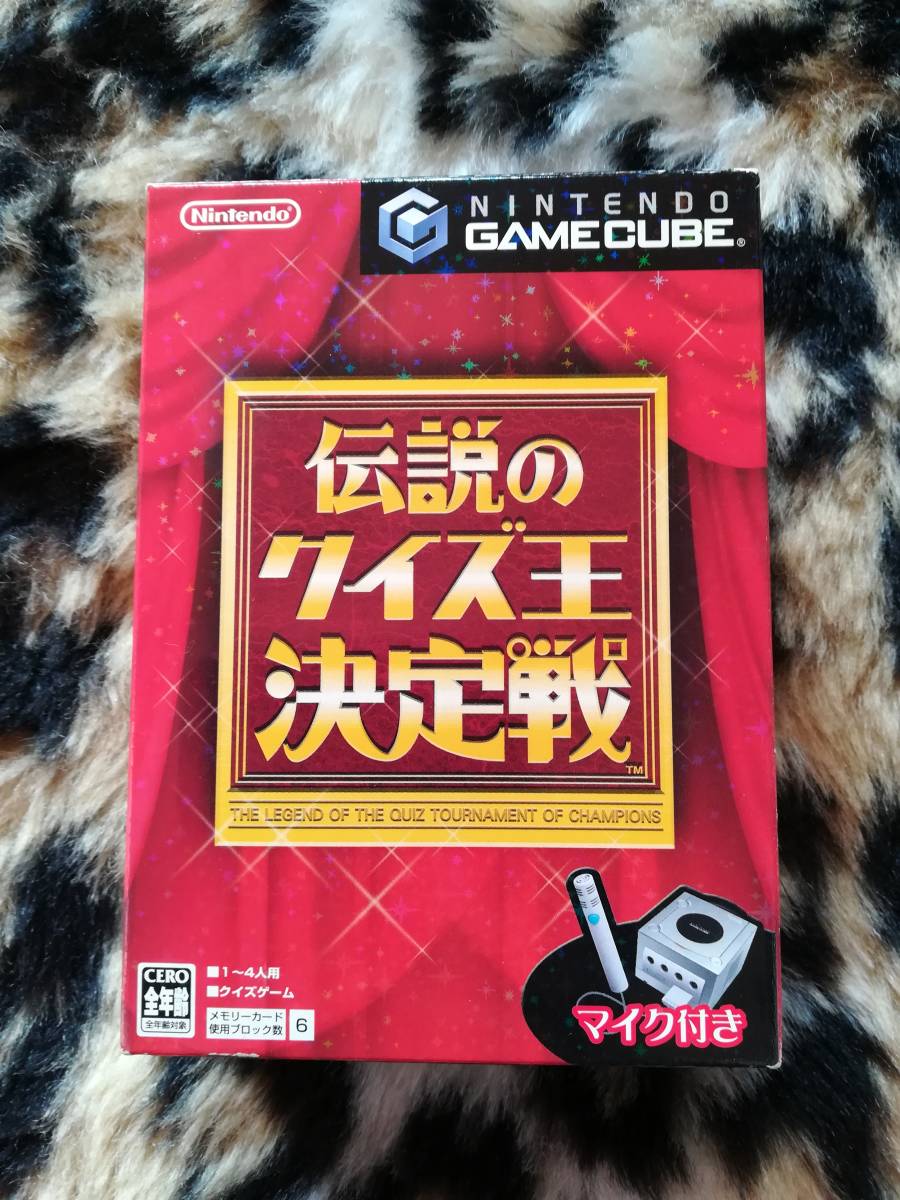 Nintendo
NINTENDO
GAMECUBE®
伝説の
クイズ王
決定戦
TM
THE LEGEND OF THE QUIZ TOURNAMENT OF CHAMPIONS
CERO
全年齢
全年齢対象
■1〜4人用
■クイズゲーム
メモリーカード
使用ブロック数 6
マイク付き